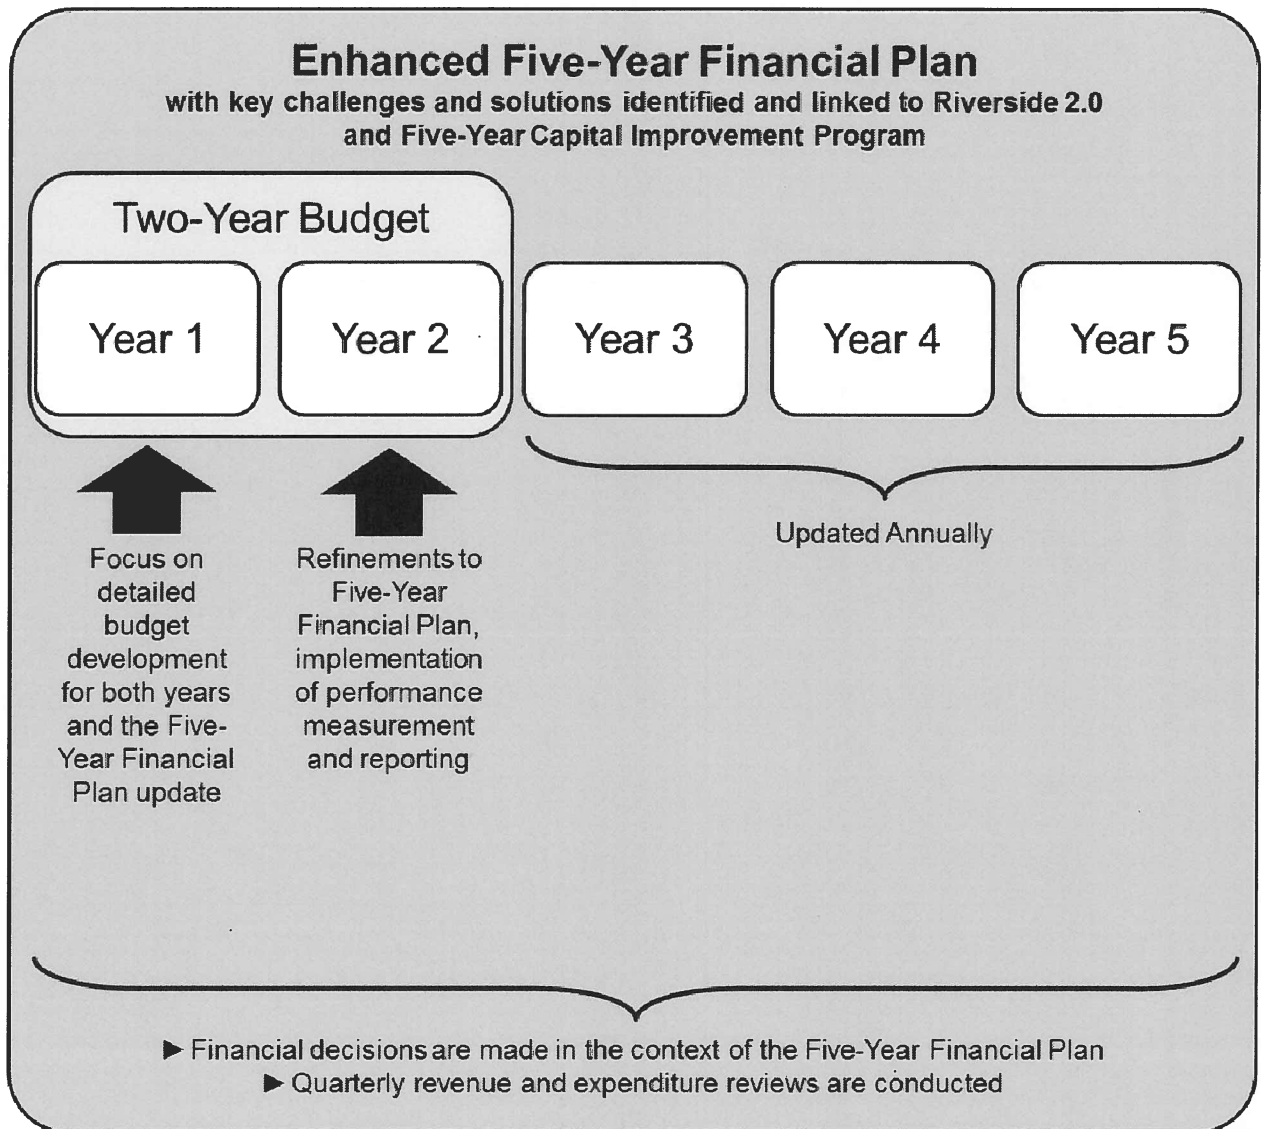 Enhanced Five-Year Financial Plan
with key challenges and solutions identified and linked to Riverside 2.0
and Five-Year Capital Improvement Program
Two-Year Budget
Year 1
Year 2
Year 3
Year 4
Year 5
Updated Annually
Focus on
detailed
budget
development
for both years
and the Five-
Year Financial
Plan update
Refinements to
Five-Year
Financial Plan,
implementation
of performance
measurement
and reporting
► Financial decisions are made in the context of the Five-Year Financial Plan
► Quarterly revenue and expenditure reviews are conducted